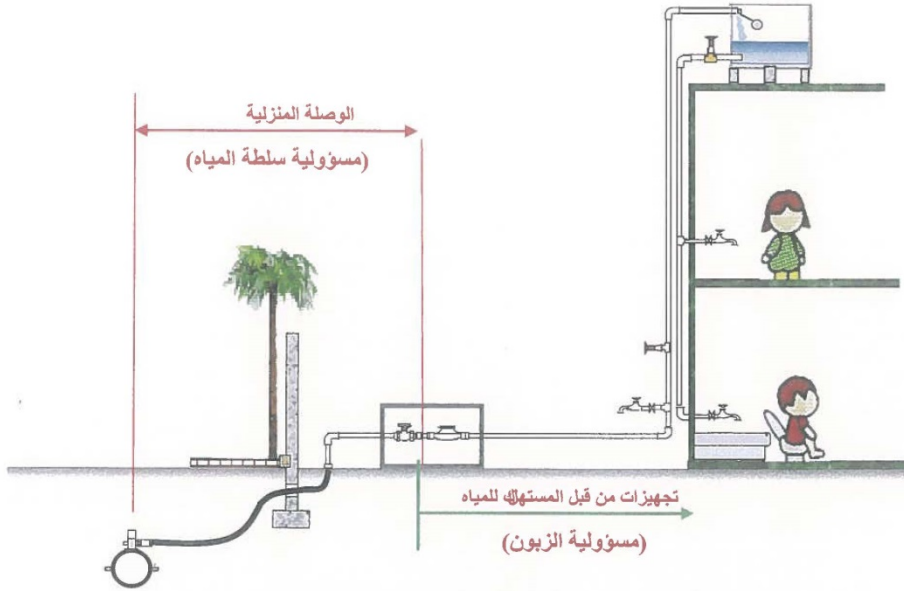 الوصلة المنزلية
(مسؤولية سلطة المياه)
تجهيزات من قبل المستهلك للمياه
(مسؤولية الزبون)